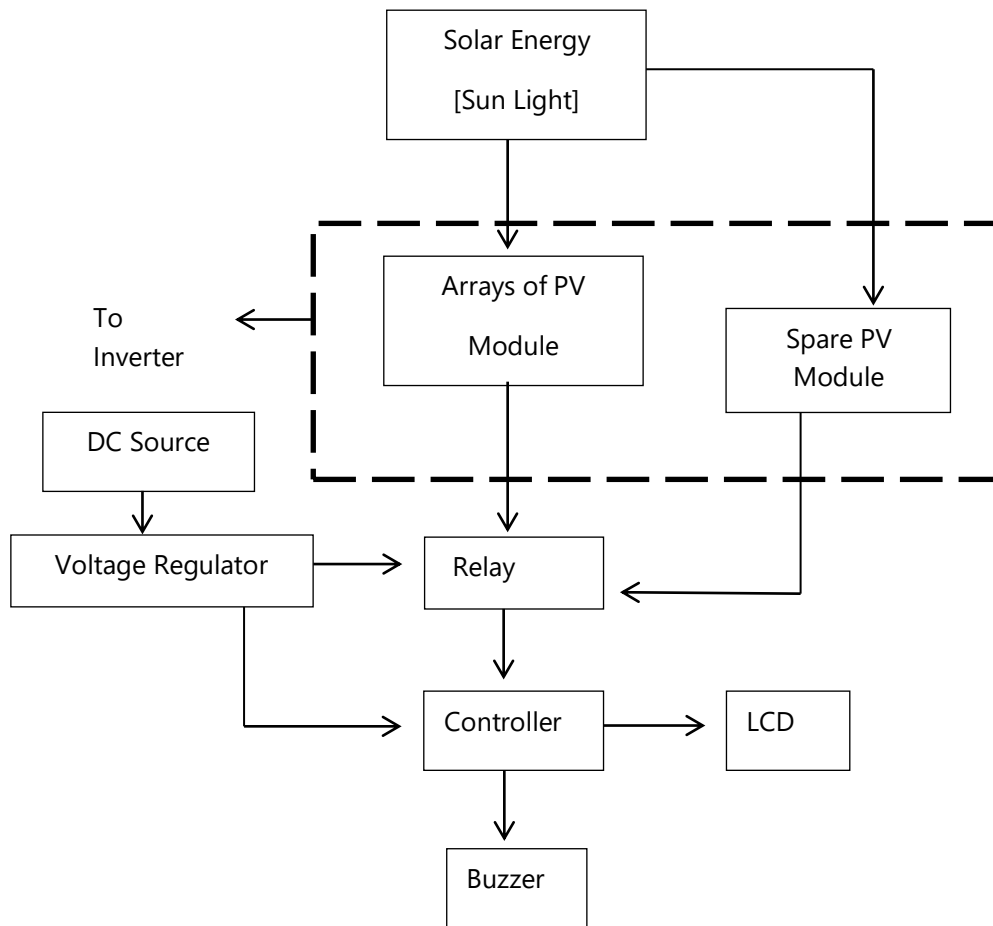 Solar Energy
[Sun Light]
Arrays of PV
Module
To
Inverter
Spare PV
Module
DC Source
Voltage Regulator
Relay
Controller
LCD
Buzzer